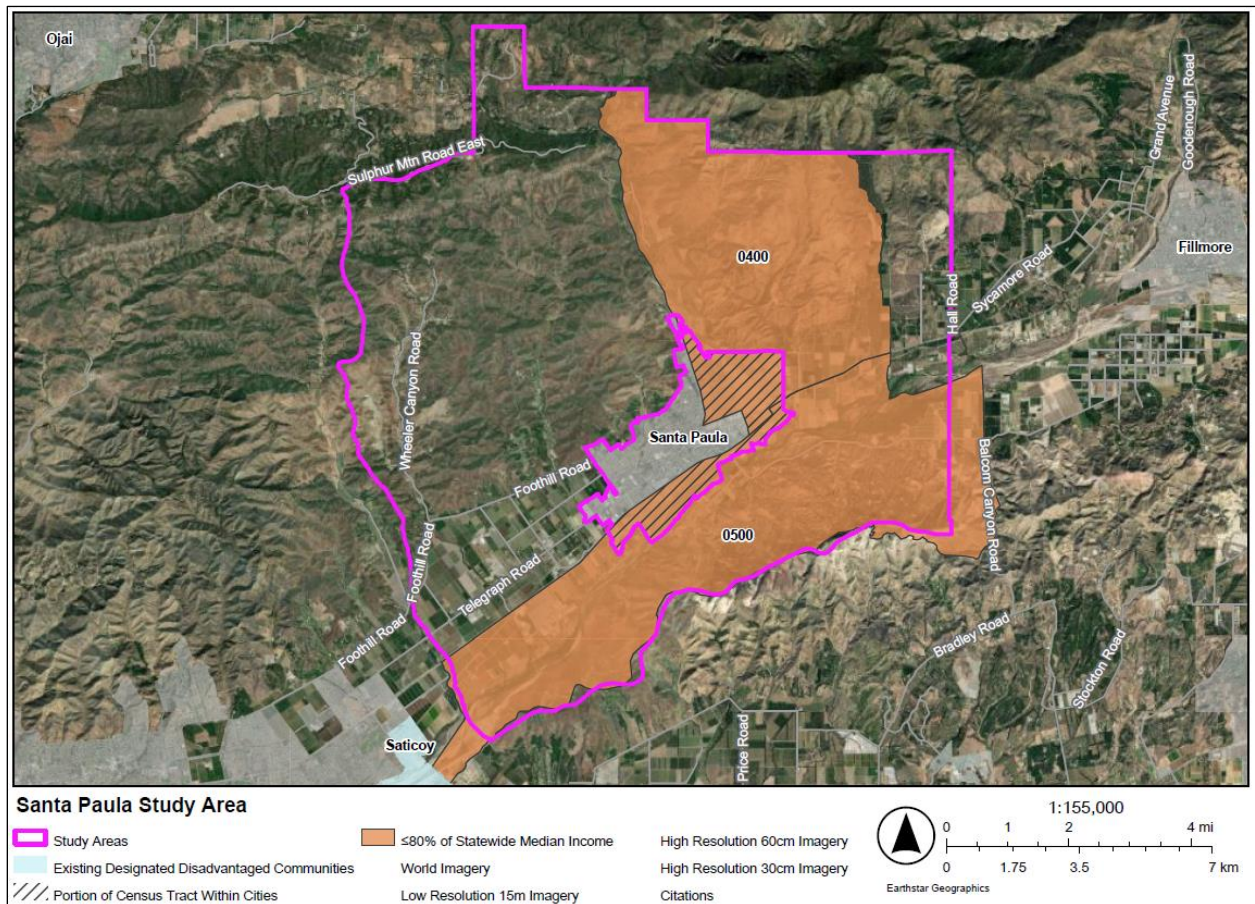 Ojai
Sulphur Mtn Road East
Grand Avenue
Goodenough Road
Fillmore
0400
Sycamore Road
Hall Road
Wheeler Canyon Road
Santa Paula
Foothill Road
Balcom Canyon Road
0500
Foothill Road
Telegraph Road
Foothill Road
Bradley Road
Stockton Road
Saticoy
Price Road
Santa Paula Study Area
Study Areas
Existing Designated Disadvantaged Communities
Portion of Census Tract Within Cities
≤80% of Statewide Median Income
World Imagery
Low Resolution 15m Imagery
High Resolution 60cm Imagery
High Resolution 30cm Imagery
Citations
1:155,000
0 1 2 4 mi
0 1.75 3.5 7 km
Earthstar Geographics